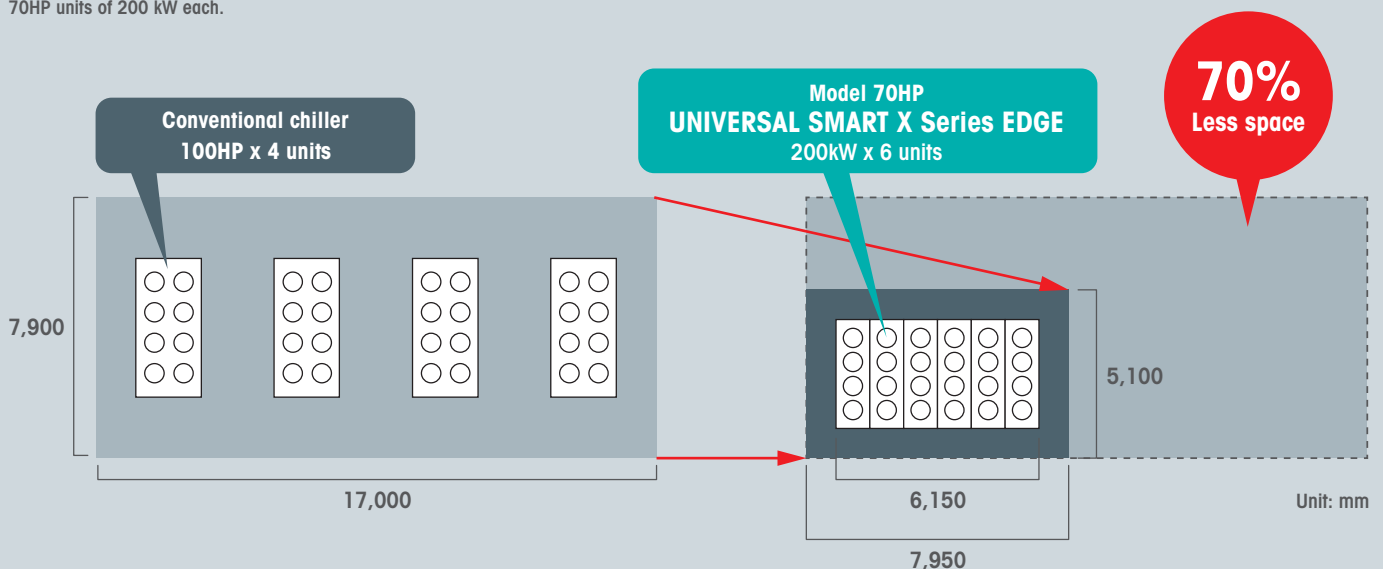 70HP units of 200 kW each.
70%
Less space
Conventional chiller
100HP x 4 units
Model 70HP
UNIVERSAL SMART X Series EDGE
200kW x 6 units
7,900
5,100
17,000
6,150
Unit: mm
7,950